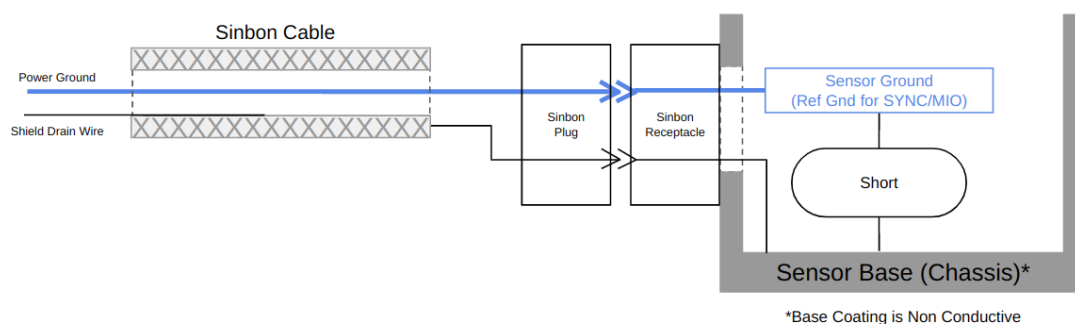 Sinbon Cable
Power Ground
Shield Drain Wire
Sinbon
Plug
Sinbon
Receptacle
Sensor Ground
(Ref Gnd for SYNC/MIO)
Short
Sensor Base (Chassis)*
*Base Coating is Non Conductive